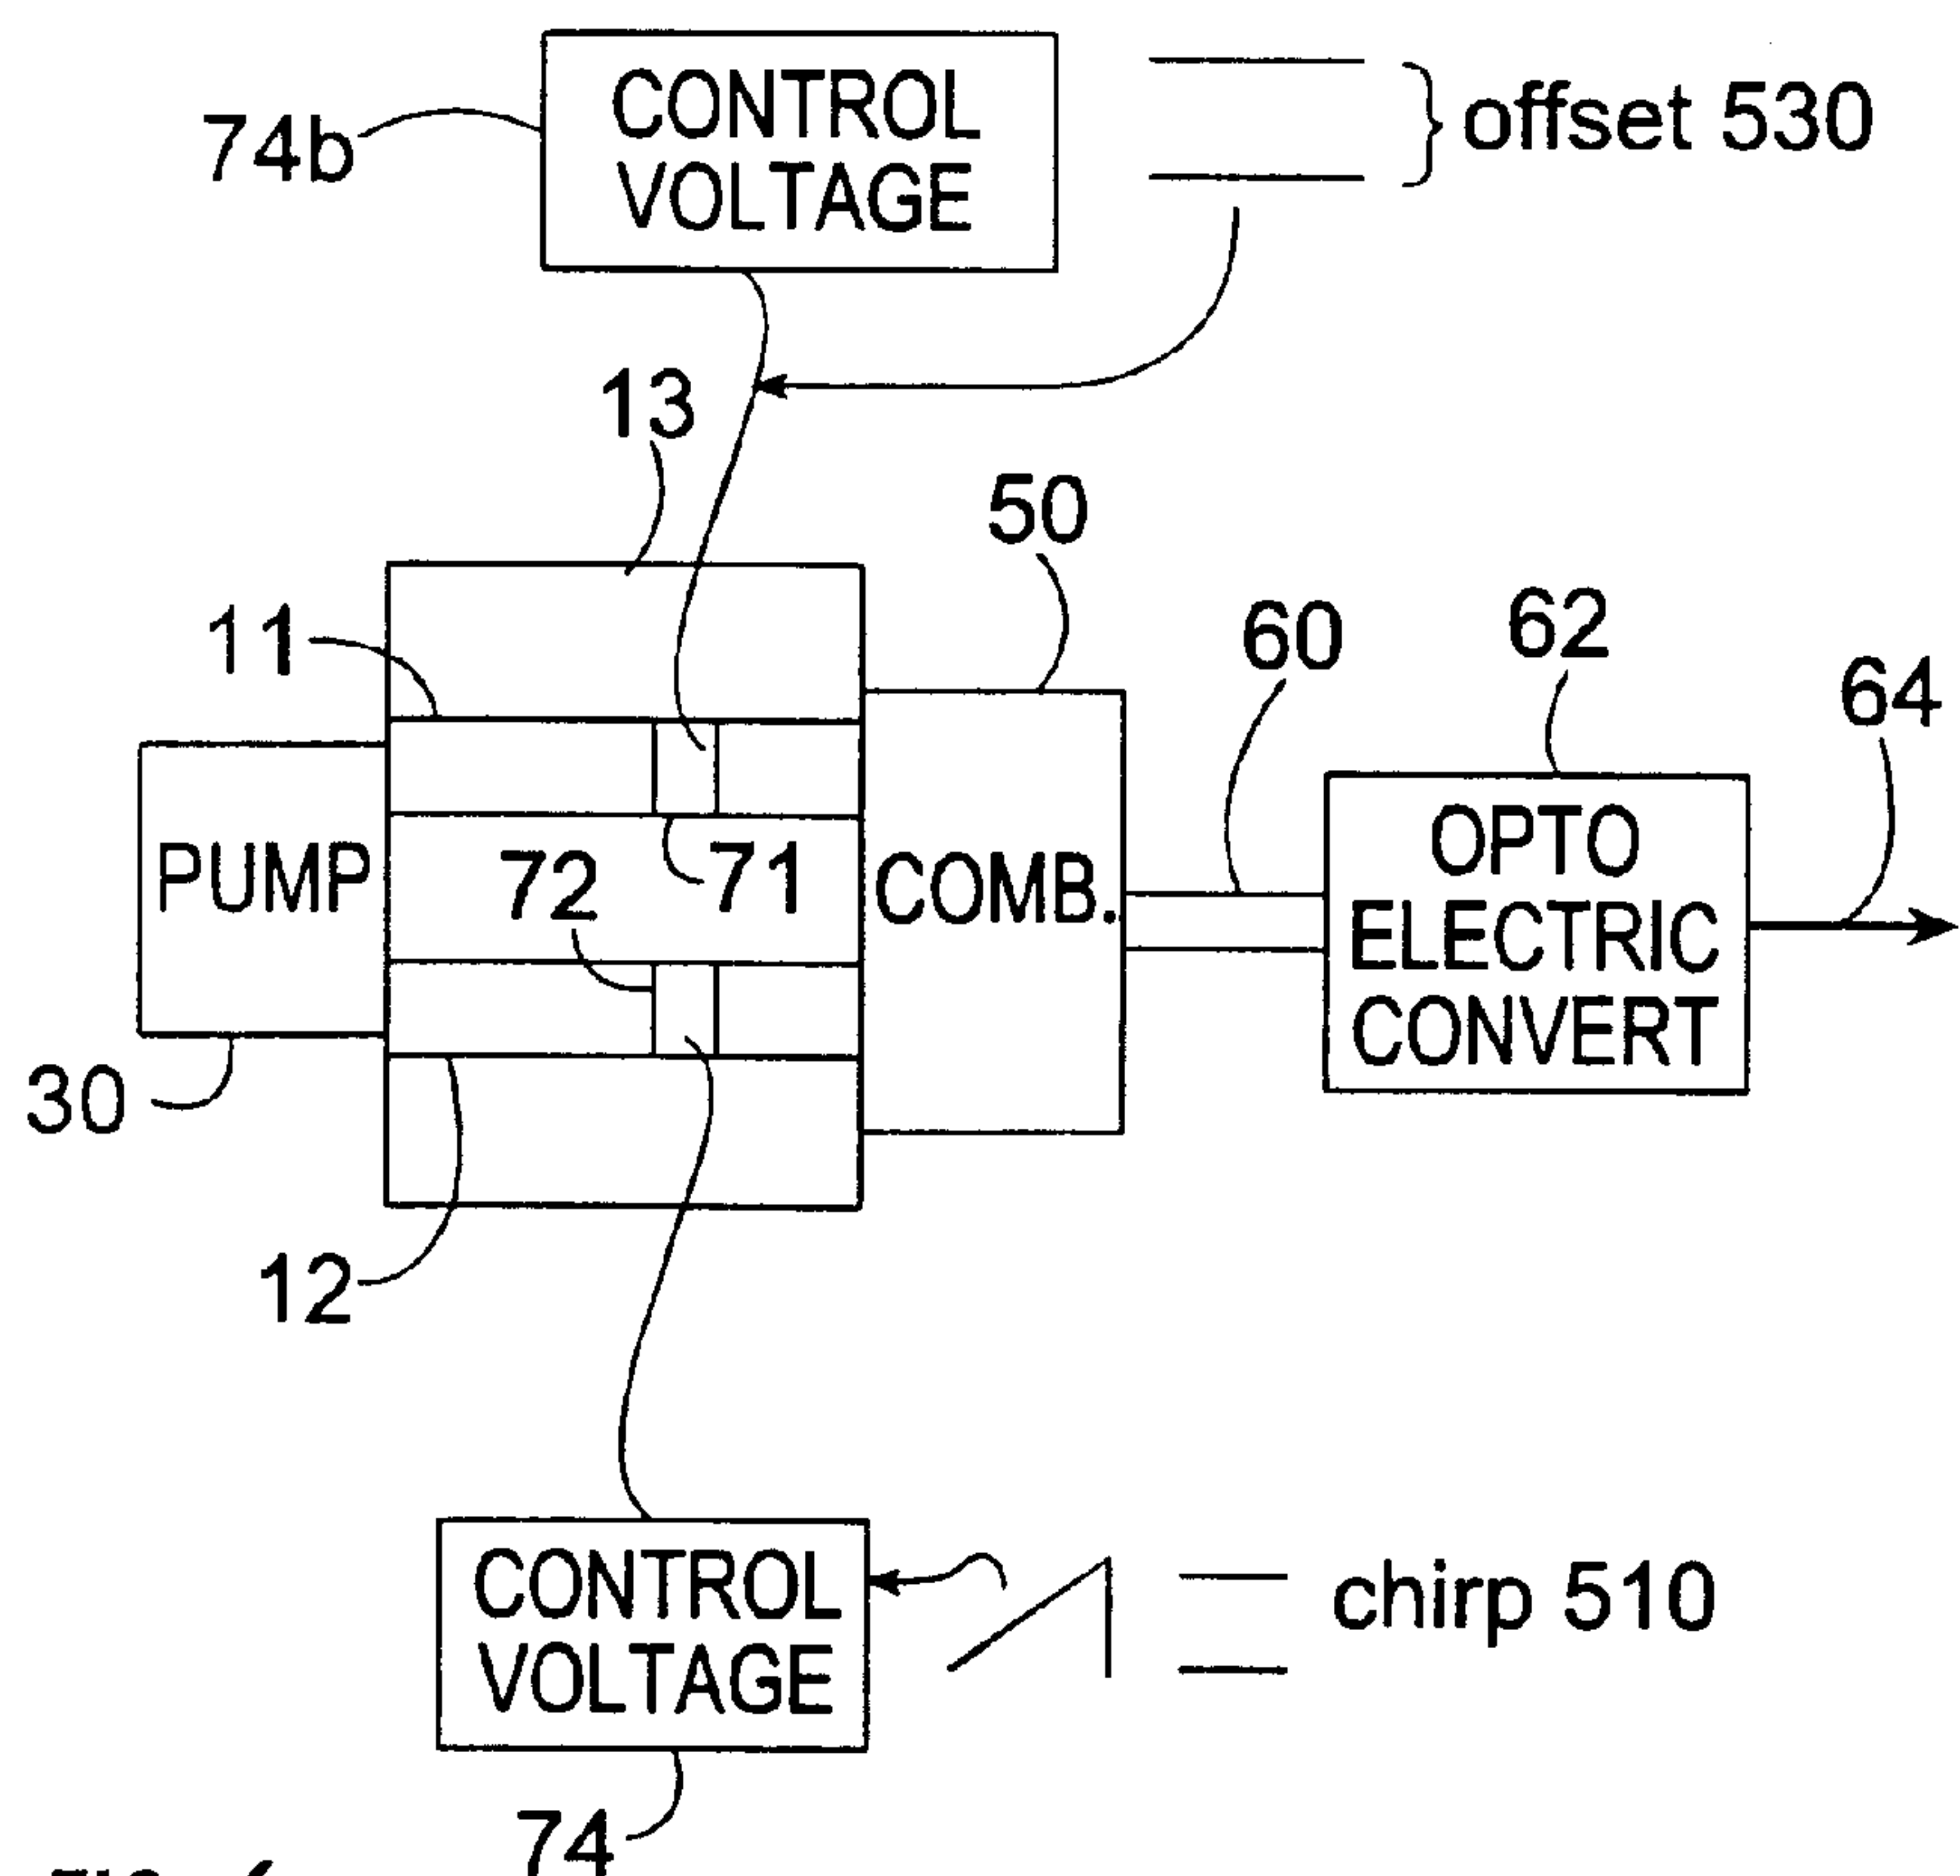 CONTROL
VOLTAGE
74b
offset 530
13
50
11
60
62
64
PUMP
72
71
COMB.
OPTO
ELECTRIC
CONVERT
30
12
CONTROL
VOLTAGE
chirp 510
74